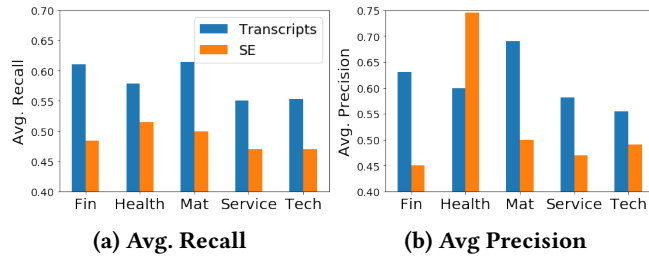 0.70
0.65
0.60
0.55
0.50
0.45
0.40
Avg. Recall
Transcripts
SE
Fin Health Mat Service Tech
(a) Avg. Recall
0.75
0.70
0.65
0.60
0.55
0.50
0.45
0.40
Avg. Precision
Fin Health Mat Service Tech
(b) Avg Precision